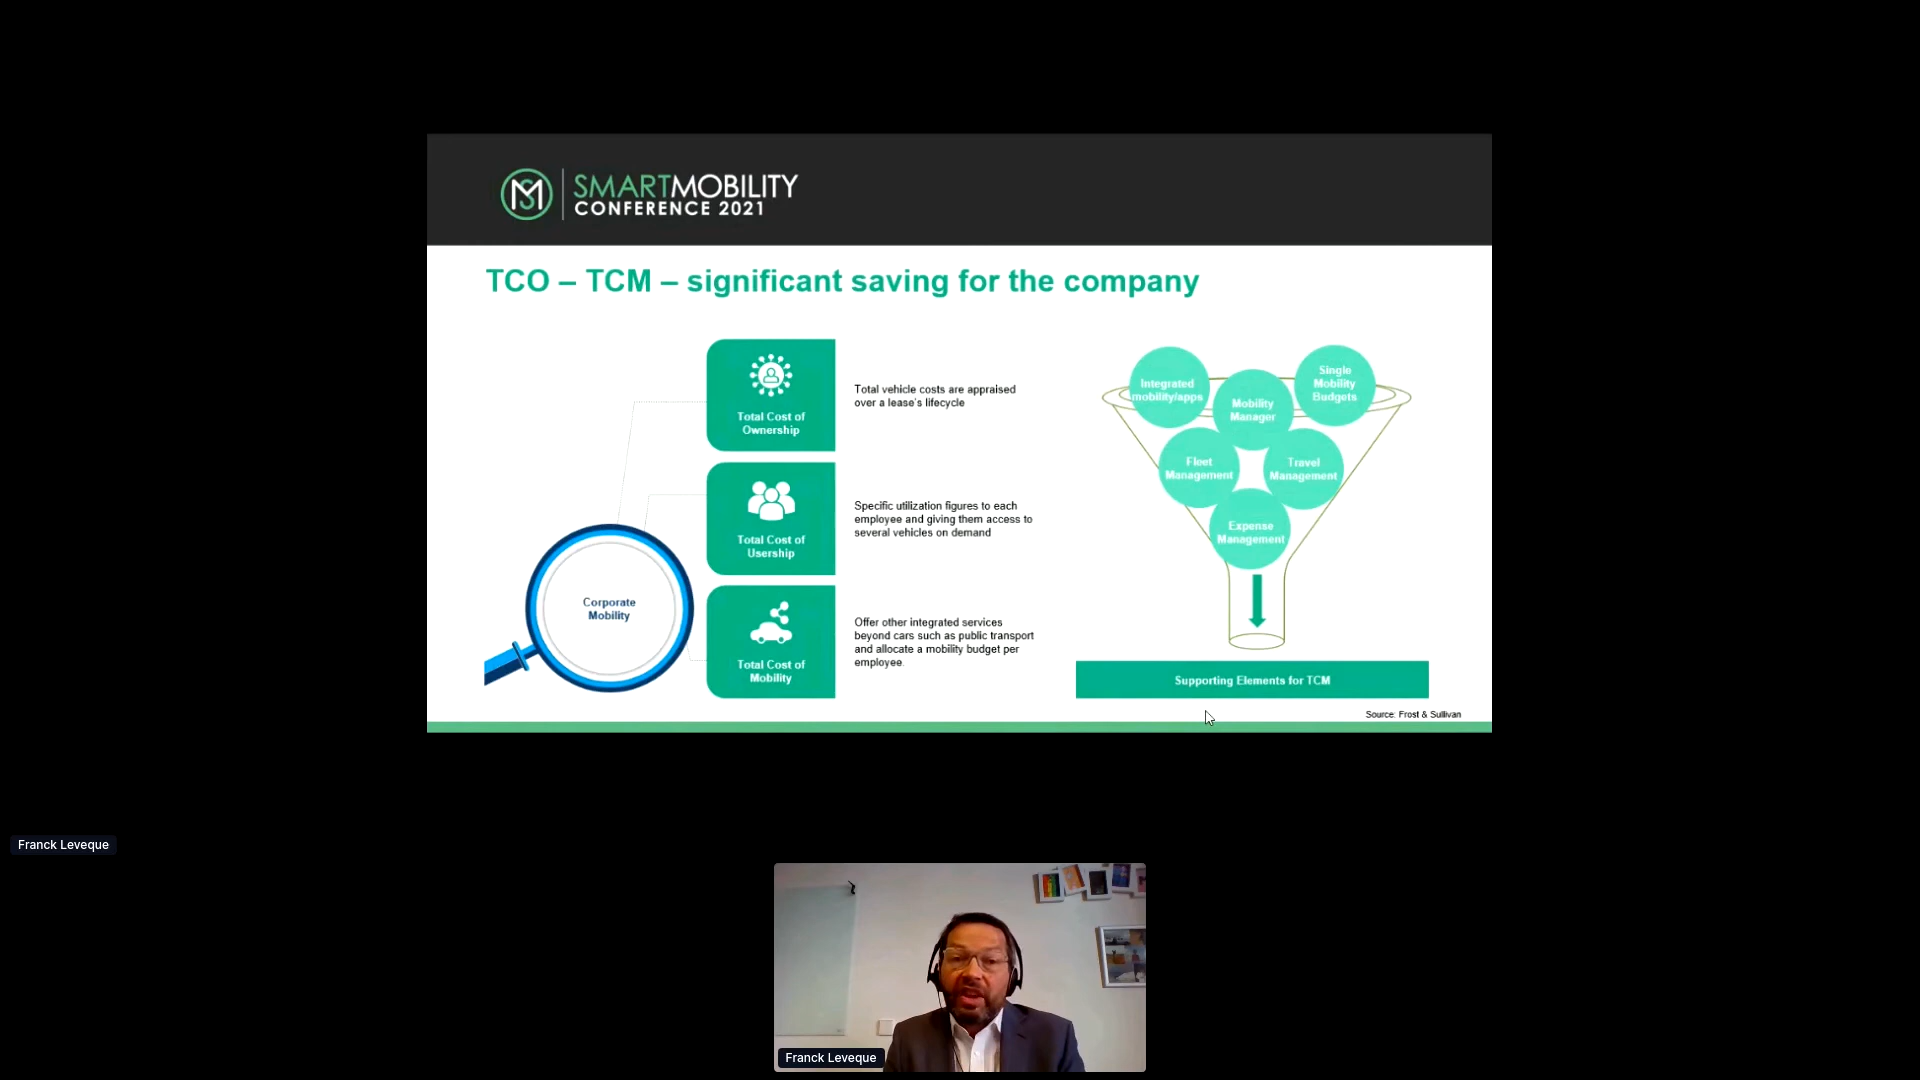 SMARTMOBILITY
CONFERENCE 2021
TCO – TCM – significant saving for the company
Total Cost of
Ownership
Total vehicle costs are appraised
over a lease's lifecycle
Total Cost of
Usership
Specific utilization figures to each
employee and giving them access to
several vehicles on demand
Corporate
Mobility
Total Cost of
Mobility
Offer other integrated services
beyond cars such as public transport
and allocate a mobility budget per
employee.
Integrated
mobility/apps
Mobility
Manager
Single
Mobility
Budgets
Fleet
Management
Travel
Management
Expense
Management
Supporting Elements for TCM
Source: Frost & Sullivan
Franck Leveque
Franck Leveque